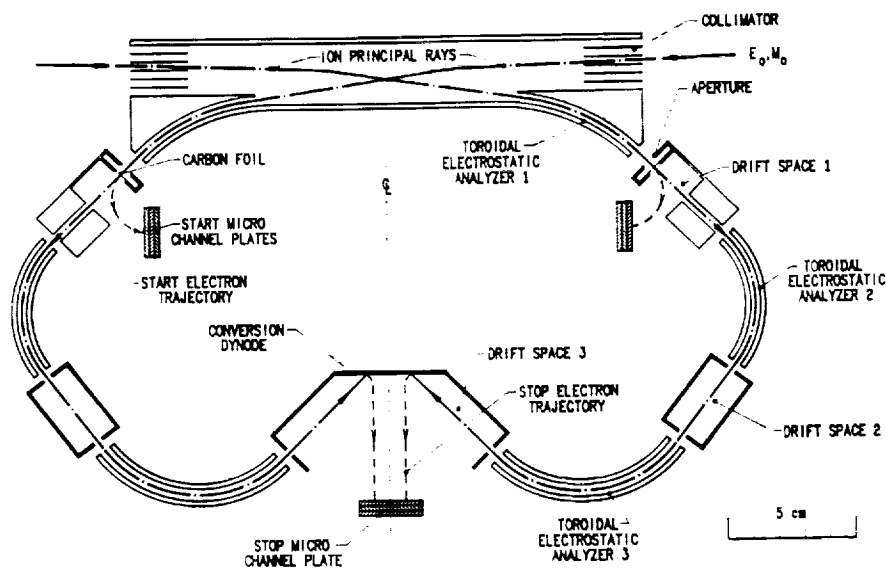 COLLIMATOR
ION PRINCIPAL RAYS
E₀,M₀
APERTURE
TOROIDAL
ELECTROSTATIC
ANALYZER 1
CARBON FOIL
DRIFT SPACE 1
℄
START MICRO
CHANNEL PLATES
START ELECTRON
TRAJECTORY
TOROIDAL
ELECTROSTATIC
ANALYZER 2
CONVERSION
DYNODE
DRIFT SPACE 3
STOP ELECTRON
TRAJECTORY
DRIFT SPACE 2
STOP MICRO
CHANNEL PLATE
TOROIDAL
ELECTROSTATIC
ANALYZER 3
5 cm